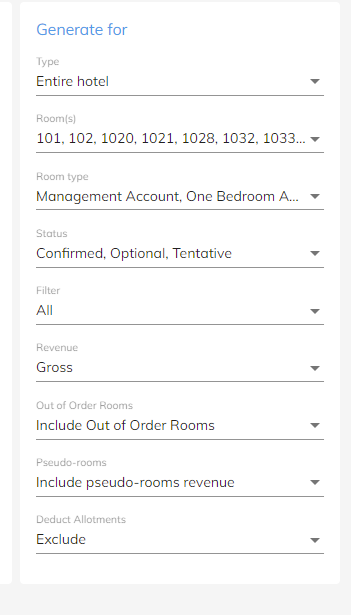 Generate for
Type
Entire hotel
Room(s)
101, 102, 1020, 1021, 1028, 1032, 1033...
Room type
Management Account, One Bedroom A...
Status
Confirmed, Optional, Tentative
Filter
All
Revenue
Gross
Out of Order Rooms
Include Out of Order Rooms
Pseudo-rooms
Include pseudo-rooms revenue
Deduct Allotments
Exclude